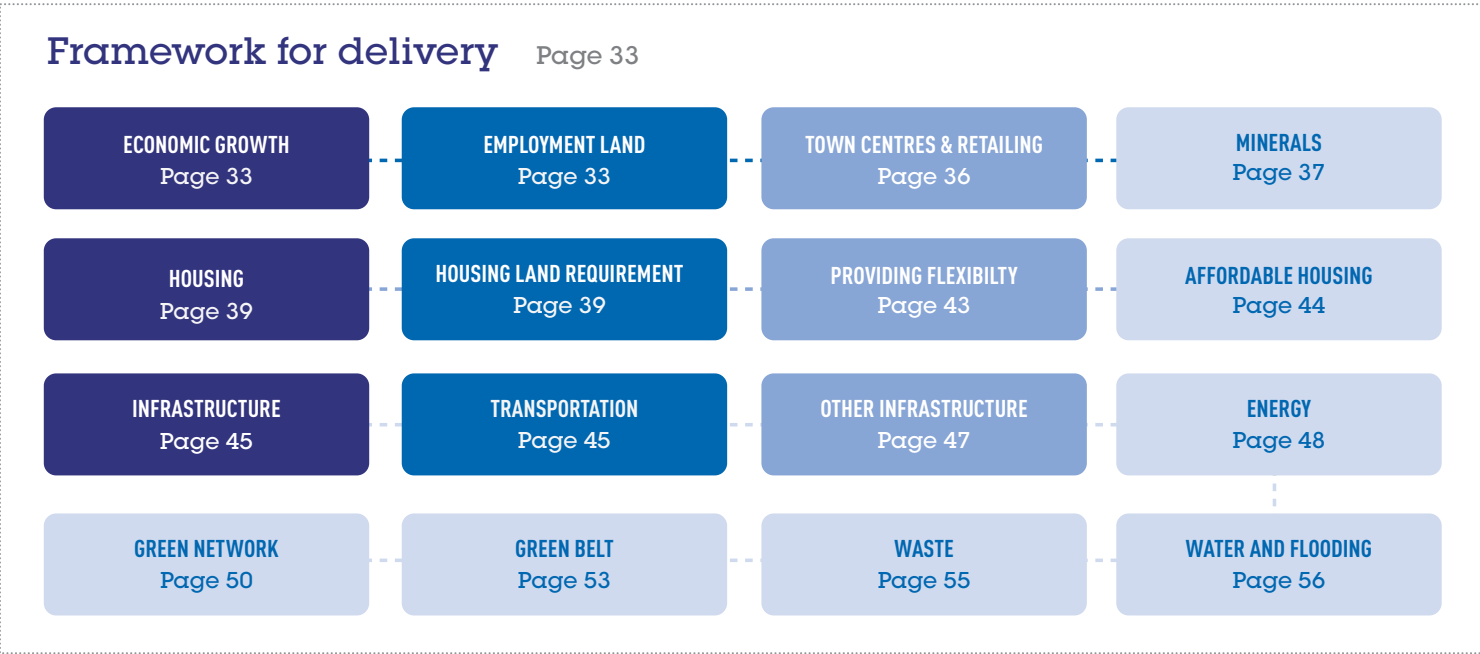 Framework for delivery Page 33
ECONOMIC GROWTH
Page 33
EMPLOYMENT LAND
Page 33
TOWN CENTRES & RETAILING
Page 36
MINERALS
Page 37
HOUSING
Page 39
HOUSING LAND REQUIREMENT
Page 39
PROVIDING FLEXIBILTY
Page 43
AFFORDABLE HOUSING
Page 44
INFRASTRUCTURE
Page 45
TRANSPORTATION
Page 45
OTHER INFRASTRUCTURE
Page 47
ENERGY
Page 48
GREEN NETWORK
Page 50
GREEN BELT
Page 53
WASTE
Page 55
WATER AND FLOODING
Page 56